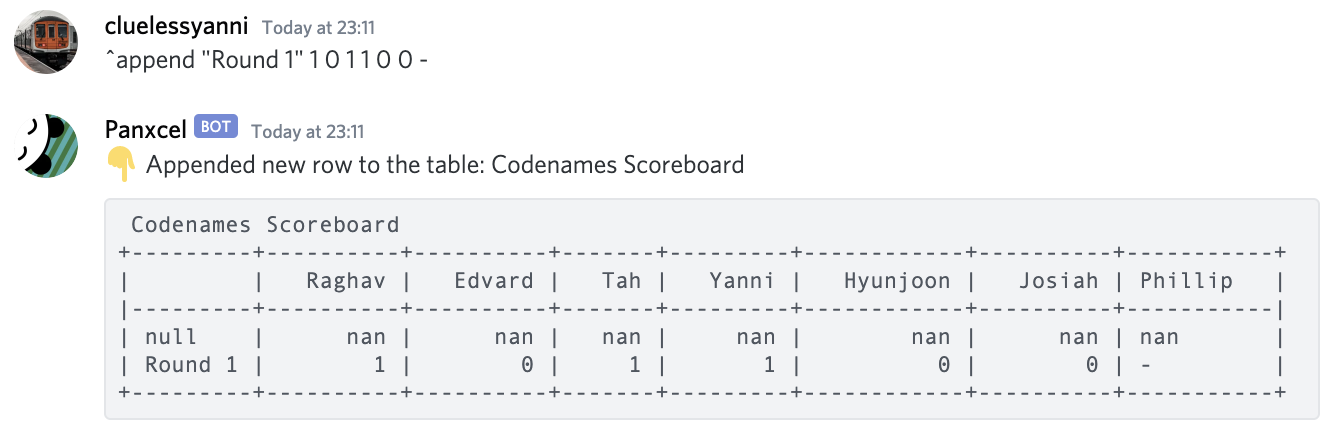 cluelessyanni Today at 23:11
^append "Round 1" 1 0 1 1 0 0 -
Panxcel BOT Today at 23:11
👇 Appended new row to the table: Codenames Scoreboard
 Codenames Scoreboard
+---------+----------+----------+-------+---------+------------+----------+-----------+
|         |   Raghav |   Edvard |   Tah |   Yanni |   Hyunjoon |   Josiah | Phillip   |
|---------+----------+----------+-------+---------+------------+----------+-----------|
| null    |      nan |      nan |   nan |     nan |        nan |      nan | nan       |
| Round 1 |        1 |        0 |     1 |       1 |          0 |        0 | -         |
+---------+----------+----------+-------+---------+------------+----------+-----------+